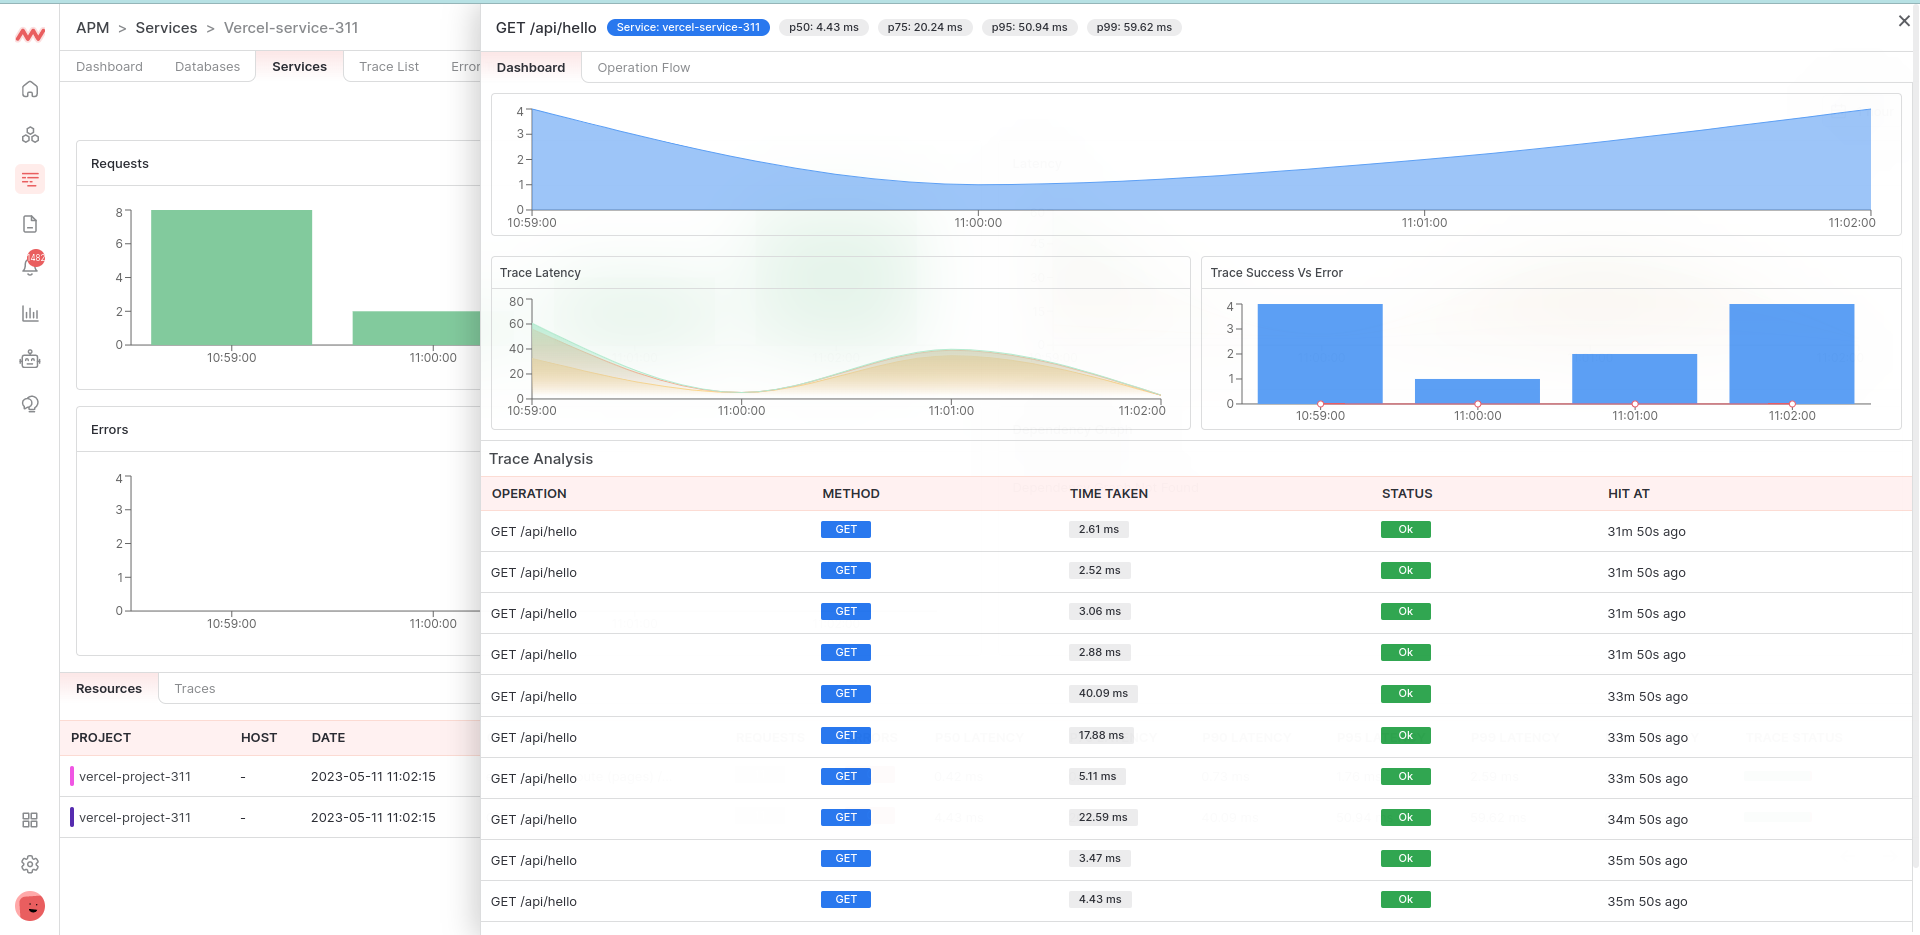 APM > Services > Vercel-service-311
Dashboard Databases Services Trace List Error
1482
Requests
8
6
4
2
0
10:59:00 11:00:00
Errors
4
3
2
1
0
10:59:00 11:00:00
Resources Traces
PROJECT HOST DATE
vercel-project-311 - 2023-05-11 11:02:15
vercel-project-311 - 2023-05-11 11:02:15
GET /api/hello Service: vercel-service-311 p50: 4.43 ms p75: 20.24 ms p95: 50.94 ms p99: 59.62 ms
Dashboard Operation Flow
4
3
2
1
0
10:59:00 11:00:00 11:01:00 11:02:00
Trace Latency
80
60
40
20
0
10:59:00 11:00:00 11:01:00 11:02:00
Trace Success Vs Error
4
3
2
1
0
10:59:00 11:00:00 11:01:00 11:02:00
Trace Analysis
OPERATION METHOD TIME TAKEN STATUS HIT AT
GET /api/hello GET 2.61 ms Ok 31m 50s ago
GET /api/hello GET 2.52 ms Ok 31m 50s ago
GET /api/hello GET 3.06 ms Ok 31m 50s ago
GET /api/hello GET 2.88 ms Ok 31m 50s ago
GET /api/hello GET 40.09 ms Ok 33m 50s ago
GET /api/hello GET 17.88 ms Ok 33m 50s ago
GET /api/hello GET 5.11 ms Ok 33m 50s ago
GET /api/hello GET 22.59 ms Ok 34m 50s ago
GET /api/hello GET 3.47 ms Ok 35m 50s ago
GET /api/hello GET 4.43 ms Ok 35m 50s ago